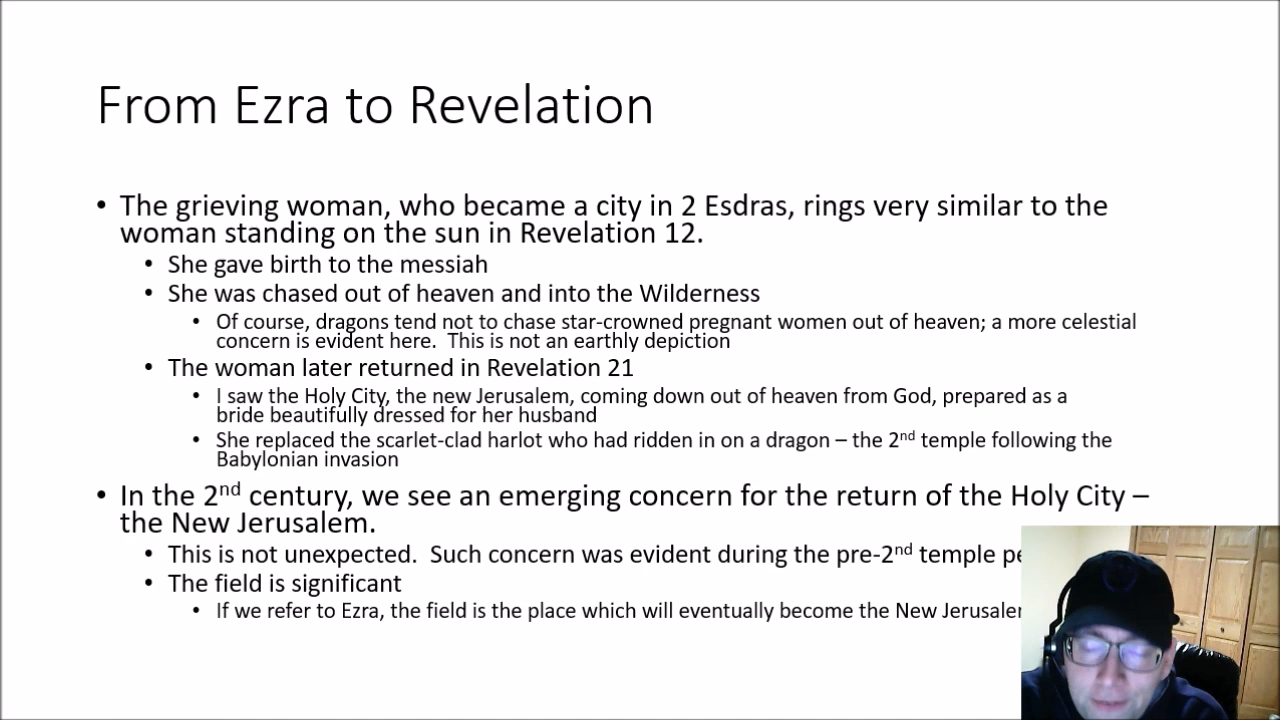 From Ezra to Revelation
• The grieving woman, who became a city in 2 Esdras, rings very similar to the
woman standing on the sun in Revelation 12.
• She gave birth to the messiah
• She was chased out of heaven and into the Wilderness
• Of course, dragons tend not to chase star-crowned pregnant women out of heaven; a more celestial
concern is evident here.  This is not an earthly depiction
• The woman later returned in Revelation 21
• I saw the Holy City, the new Jerusalem, coming down out of heaven from God, prepared as a
bride beautifully dressed for her husband
• She replaced the scarlet-clad harlot who had ridden in on a dragon – the 2nd temple following the
Babylonian invasion
• In the 2nd century, we see an emerging concern for the return of the Holy City –
the New Jerusalem.
• This is not unexpected.  Such concern was evident during the pre-2nd temple
• The field is significant
• If we refer to Ezra, the field is the place which will eventually become the New